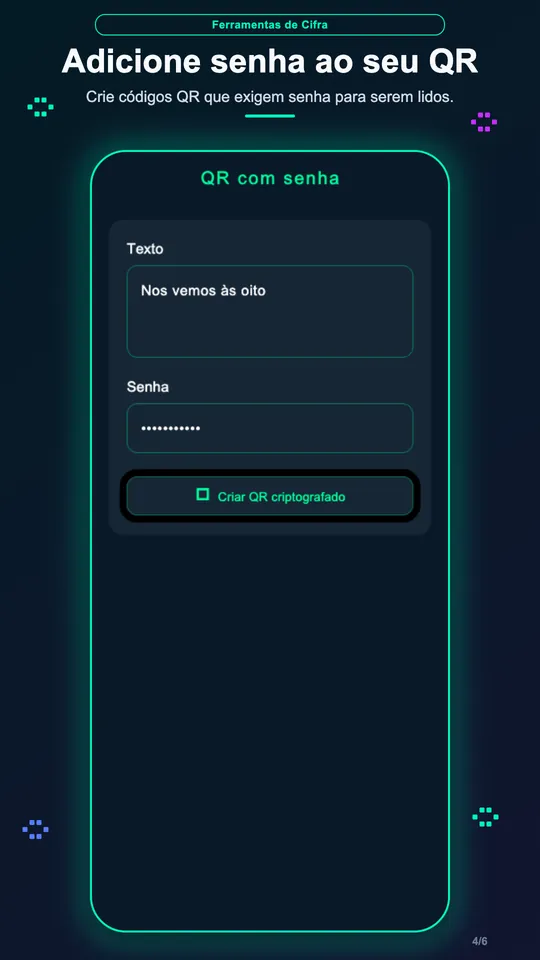 Ferramentas de Cifra
Adicione senha ao seu QR
Crie códigos QR que exigem senha para serem lidos.
QR com senha
Texto
Nos vemos às oito
Senha
•••••••••••
Criar QR criptografado
4/6